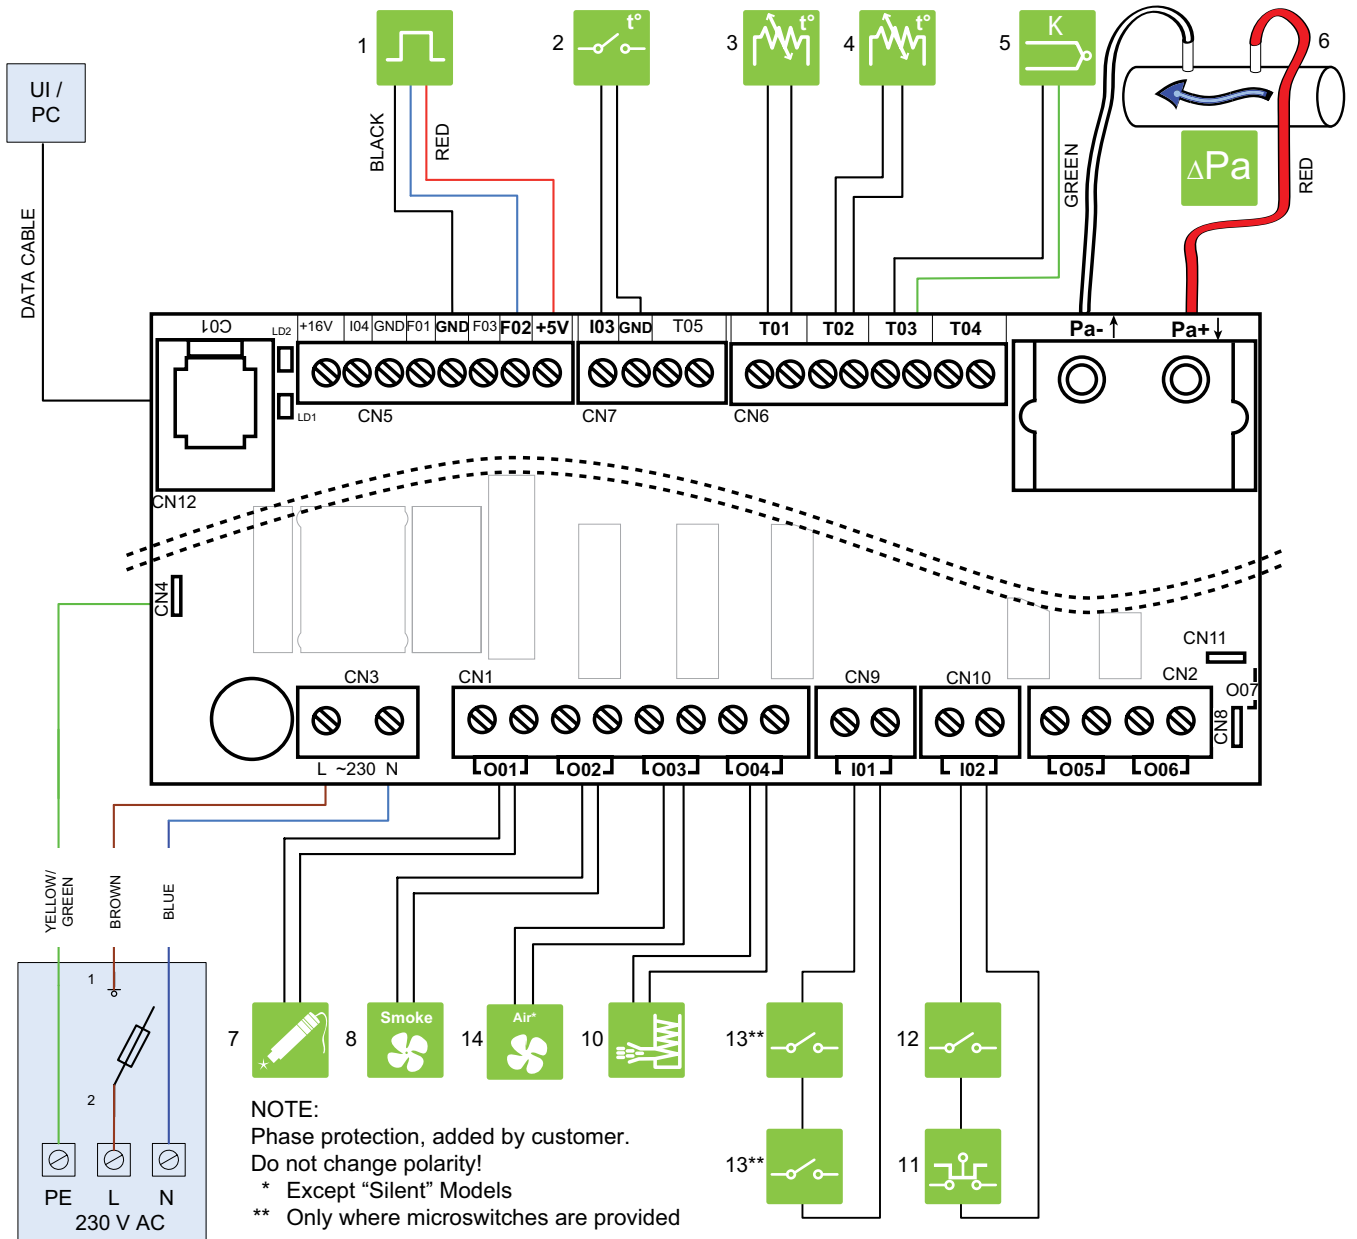 1
2
t°
3
t°
4
t°
5
K
6
UI /
PC
BLACK
RED
GREEN
ΔPa
RED
DATA CABLE
C01
LD2
+16V
I04
GND
F01
GND
F03
F02
+5V
I03
GND
T05
T01
T02
T03
T04
Pa-
Pa+
LD1
CN5
CN7
CN6
CN12
CN4
CN11
CN3
CN1
CN9
CN10
CN2
O07
CN8
L ~230 N
O01
O02
O03
O04
I01
I02
O05
O06
YELLOW/
GREEN
BROWN
BLUE
1
2
PE
L
N
230 V AC
7
8
Smoke
14
Air*
10
13**
12
13**
11
NOTE:
Phase protection, added by customer.
Do not change polarity!
* Except “Silent” Models
** Only where microswitches are provided